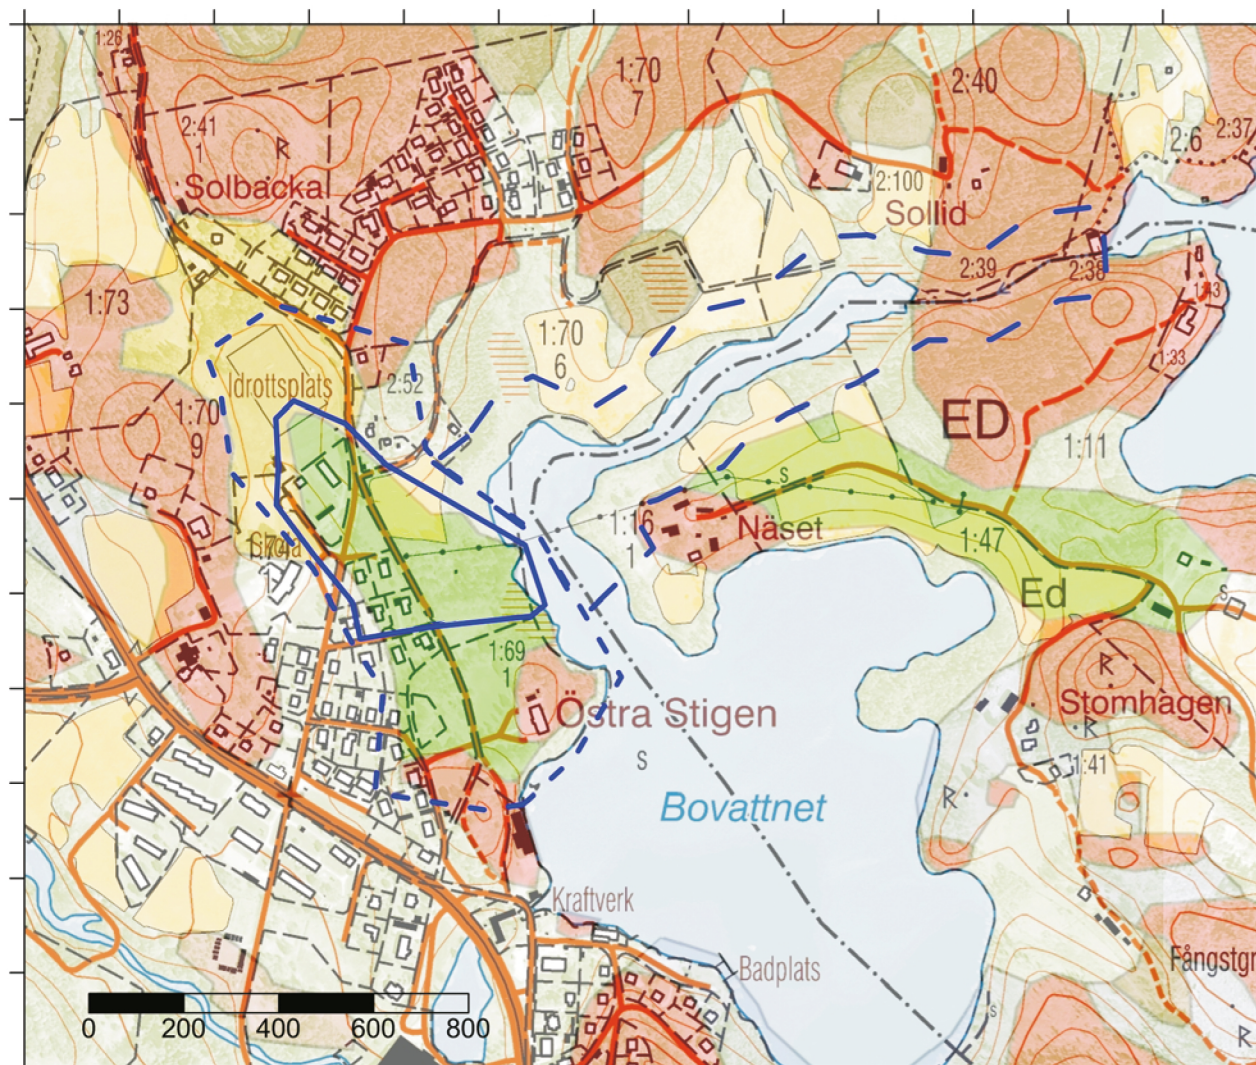 1:26
1:70
7
2:40
2:37
2:41
1
R
2:6
Solbacka
2:100
Sollid
1:73
2:39
2:38
1:43
1:70
6
1:33
Idrottsplats
2:52
1:70
9
ED
1:11
S
1:16
1
Näset
1:47
Skola
1
Ed
S
1:69
1
R
Östra Stigen
Stomhagen
R
S
1:41
Bovattnet
R
Kraftverk
Badplats
Fångstgr
S
R
0
200
400
600
800